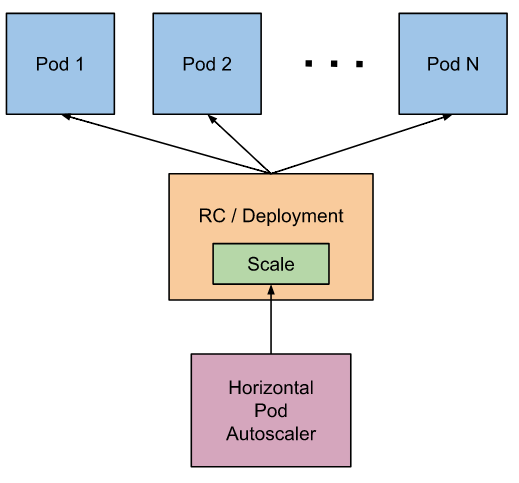 Pod 1
Pod 2
. . .
Pod N
RC / Deployment
Scale
Horizontal
Pod
Autoscaler